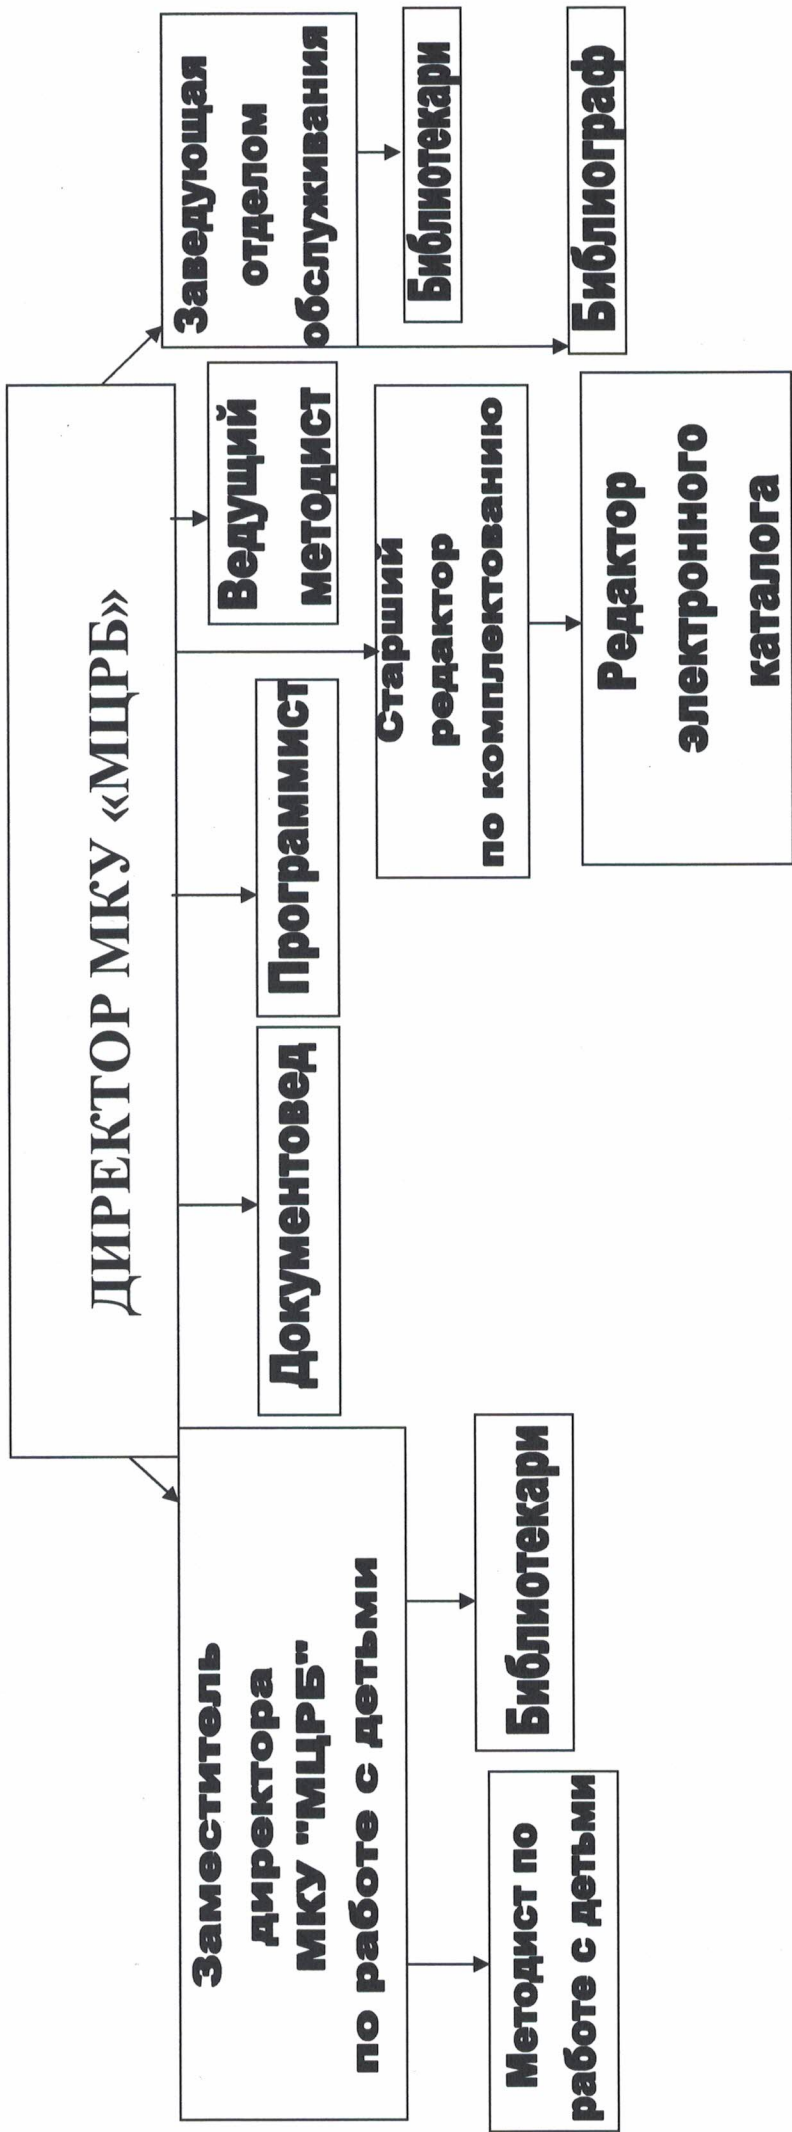 ДИРЕКТОР МКУ «МЦРБ»
Заместитель
директора
МКУ "МЦРБ"
по работе с детьми
Документовед
Программист
Ведущий
методист
Заведующая
отделом
обслуживания
Старший
редактор
по комплектованию
Библиотекари
Методист по
работе с детьми
Библиотекари
Редактор
электронного
каталога
Библиограф